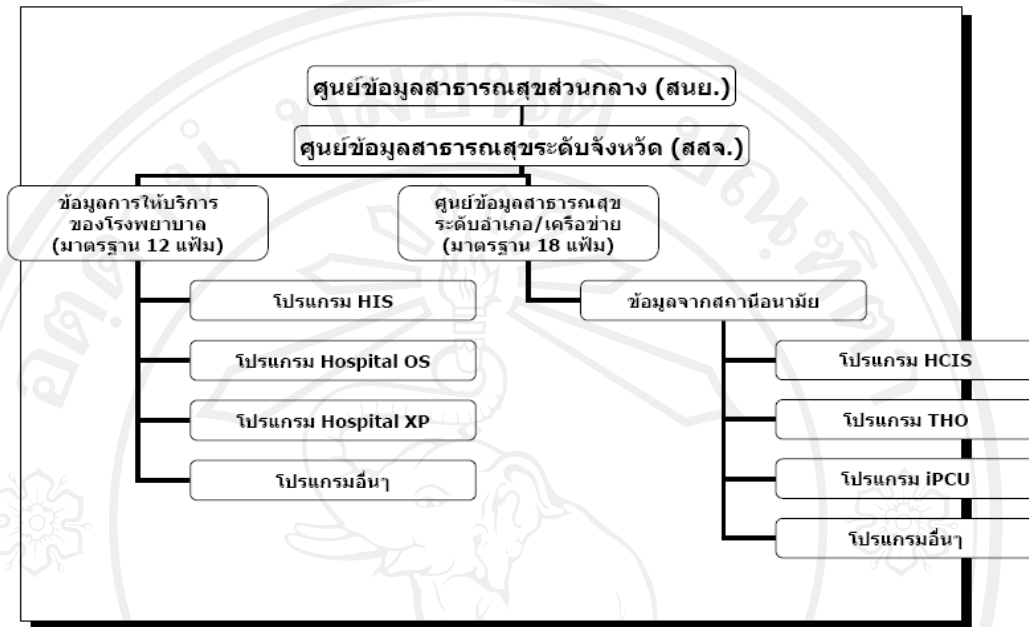 ศูนย์ข้อมูลสาธารณสุขส่วนกลาง (สนย.)
ศูนย์ข้อมูลสาธารณสุขระดับจังหวัด (สสจ.)
ข้อมูลการให้บริการ
ของโรงพยาบาล
(มาตรฐาน 12 แฟ้ม)
ศูนย์ข้อมูลสาธารณสุข
ระดับอำเภอ/เครือข่าย
(มาตรฐาน 18 แฟ้ม)
โปรแกรม HIS
โปรแกรม Hospital OS
โปรแกรม Hospital XP
โปรแกรมอื่นๆ
ข้อมูลจากสถานีอนามัย
โปรแกรม HCIS
โปรแกรม THO
โปรแกรม iPCU
โปรแกรมอื่นๆ